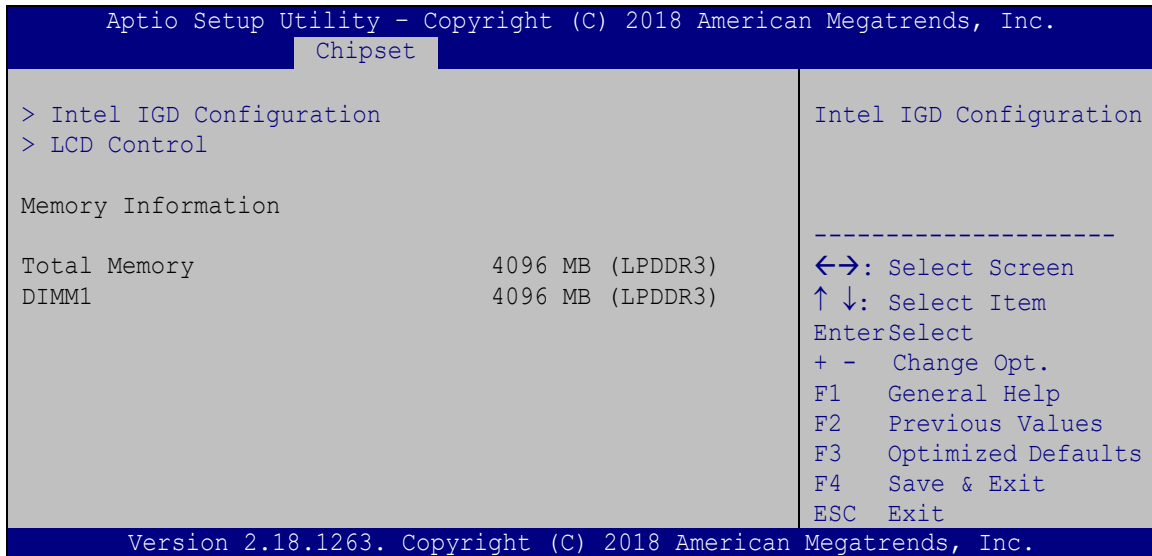 Aptio Setup Utility – Copyright (C) 2018 American Megatrends, Inc.
Chipset
> Intel IGD Configuration
> LCD Control
Memory Information
Total Memory 4096 MB (LPDDR3)
DIMM1 4096 MB (LPDDR3)
Intel IGD Configuration
---------------------
←→: Select Screen
↑ ↓: Select Item
EnterSelect
+ - Change Opt.
F1 General Help
F2 Previous Values
F3 Optimized Defaults
F4 Save & Exit
ESC Exit
Version 2.18.1263. Copyright (C) 2018 American Megatrends, Inc.